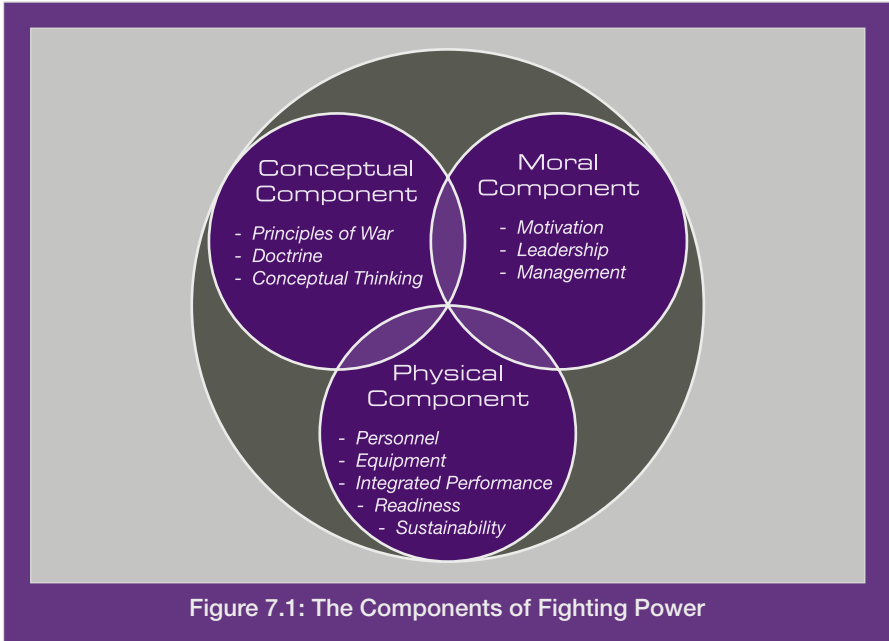 Conceptual
Component
- Principles of War
- Doctrine
- Conceptual Thinking
Moral
Component
- Motivation
- Leadership
- Management
Physical
Component
- Personnel
- Equipment
- Integrated Performance
- Readiness
- Sustainability
Figure 7.1: The Components of Fighting Power